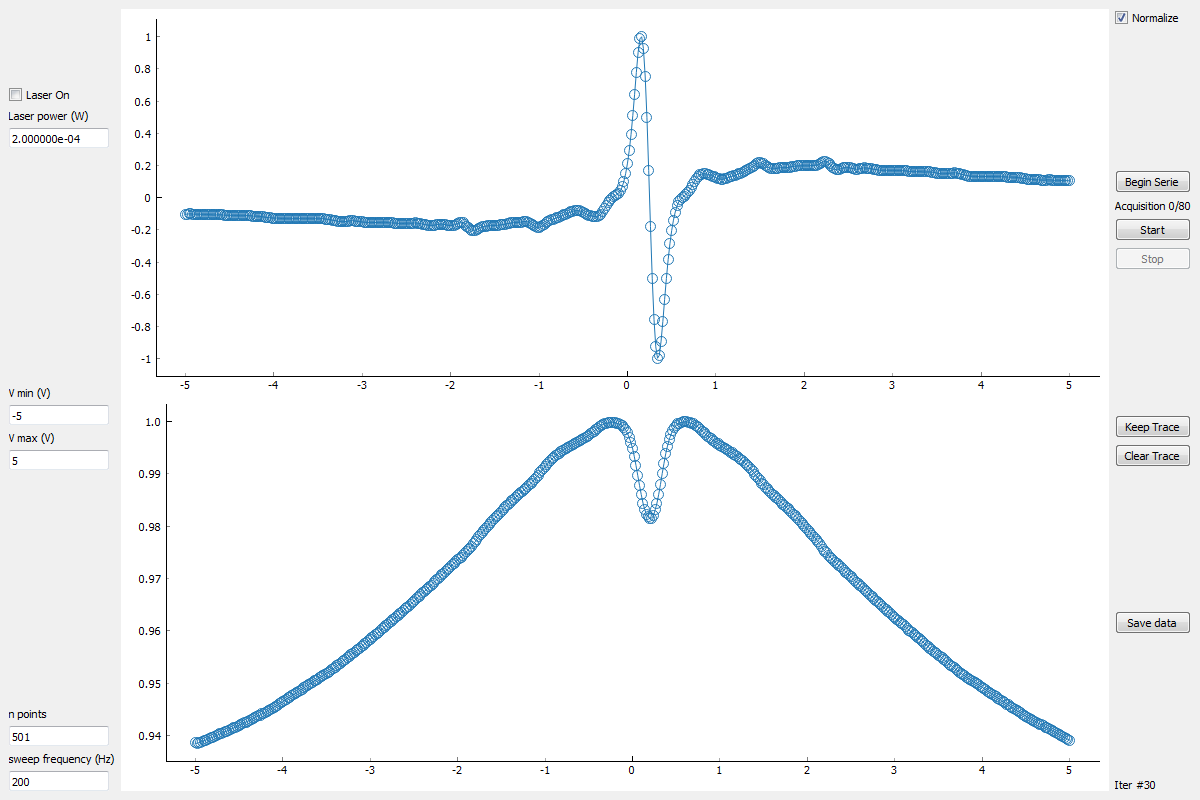 Normalize
Laser On
Laser power (W)
2.000000e-04
1
0.8
0.6
0.4
0.2
0
-0.2
-0.4
-0.6
-0.8
-1
-5 -4 -3 -2 -1 0 1 2 3 4 5
Begin Serie
Acquisition 0/80
Start
Stop
V min (V)
-5
V max (V)
5
1.0
0.99
0.98
0.97
0.96
0.95
0.94
-5 -4 -3 -2 -1 0 1 2 3 4 5
Keep Trace
Clear Trace
Save data
n points
501
sweep frequency (Hz)
200
Iter #30